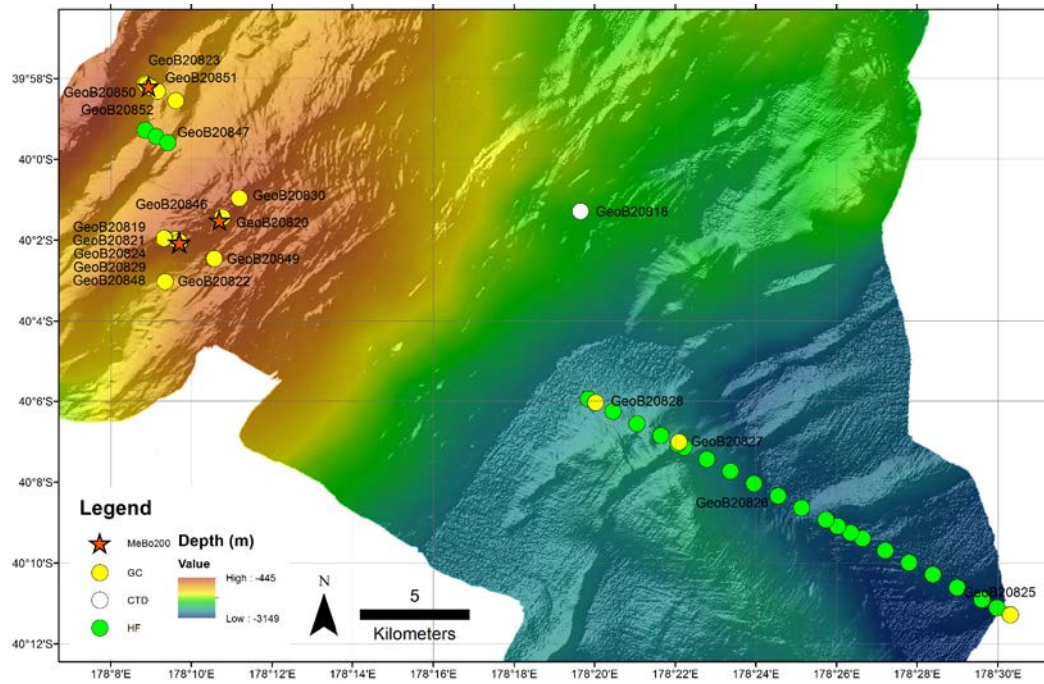 GeoB20823
39°58'S
GeoB20851
GeoB20850
GeoB20852
GeoB20847
40°0'S
GeoB20830
GeoB20846
GeoB20818
GeoB20820
GeoB20819
40°2'S
GeoB20821
GeoB20824
GeoB20849
GeoB20829
GeoB20848
GeoB20822
40°4'S
40°6'S
GeoB20828
GeoB20827
40°8'S
GeoB20826
Legend
MeBo200
Depth (m)
GC
Value
High : -445
CTD
Low : -3149
HF
N
5
Kilometers
40°10'S
GeoB20825
40°12'S
178°8'E 178°10'E 178°12'E 178°14'E 178°16'E 178°18'E 178°20'E 178°22'E 178°24'E 178°26'E 178°28'E 178°30'E